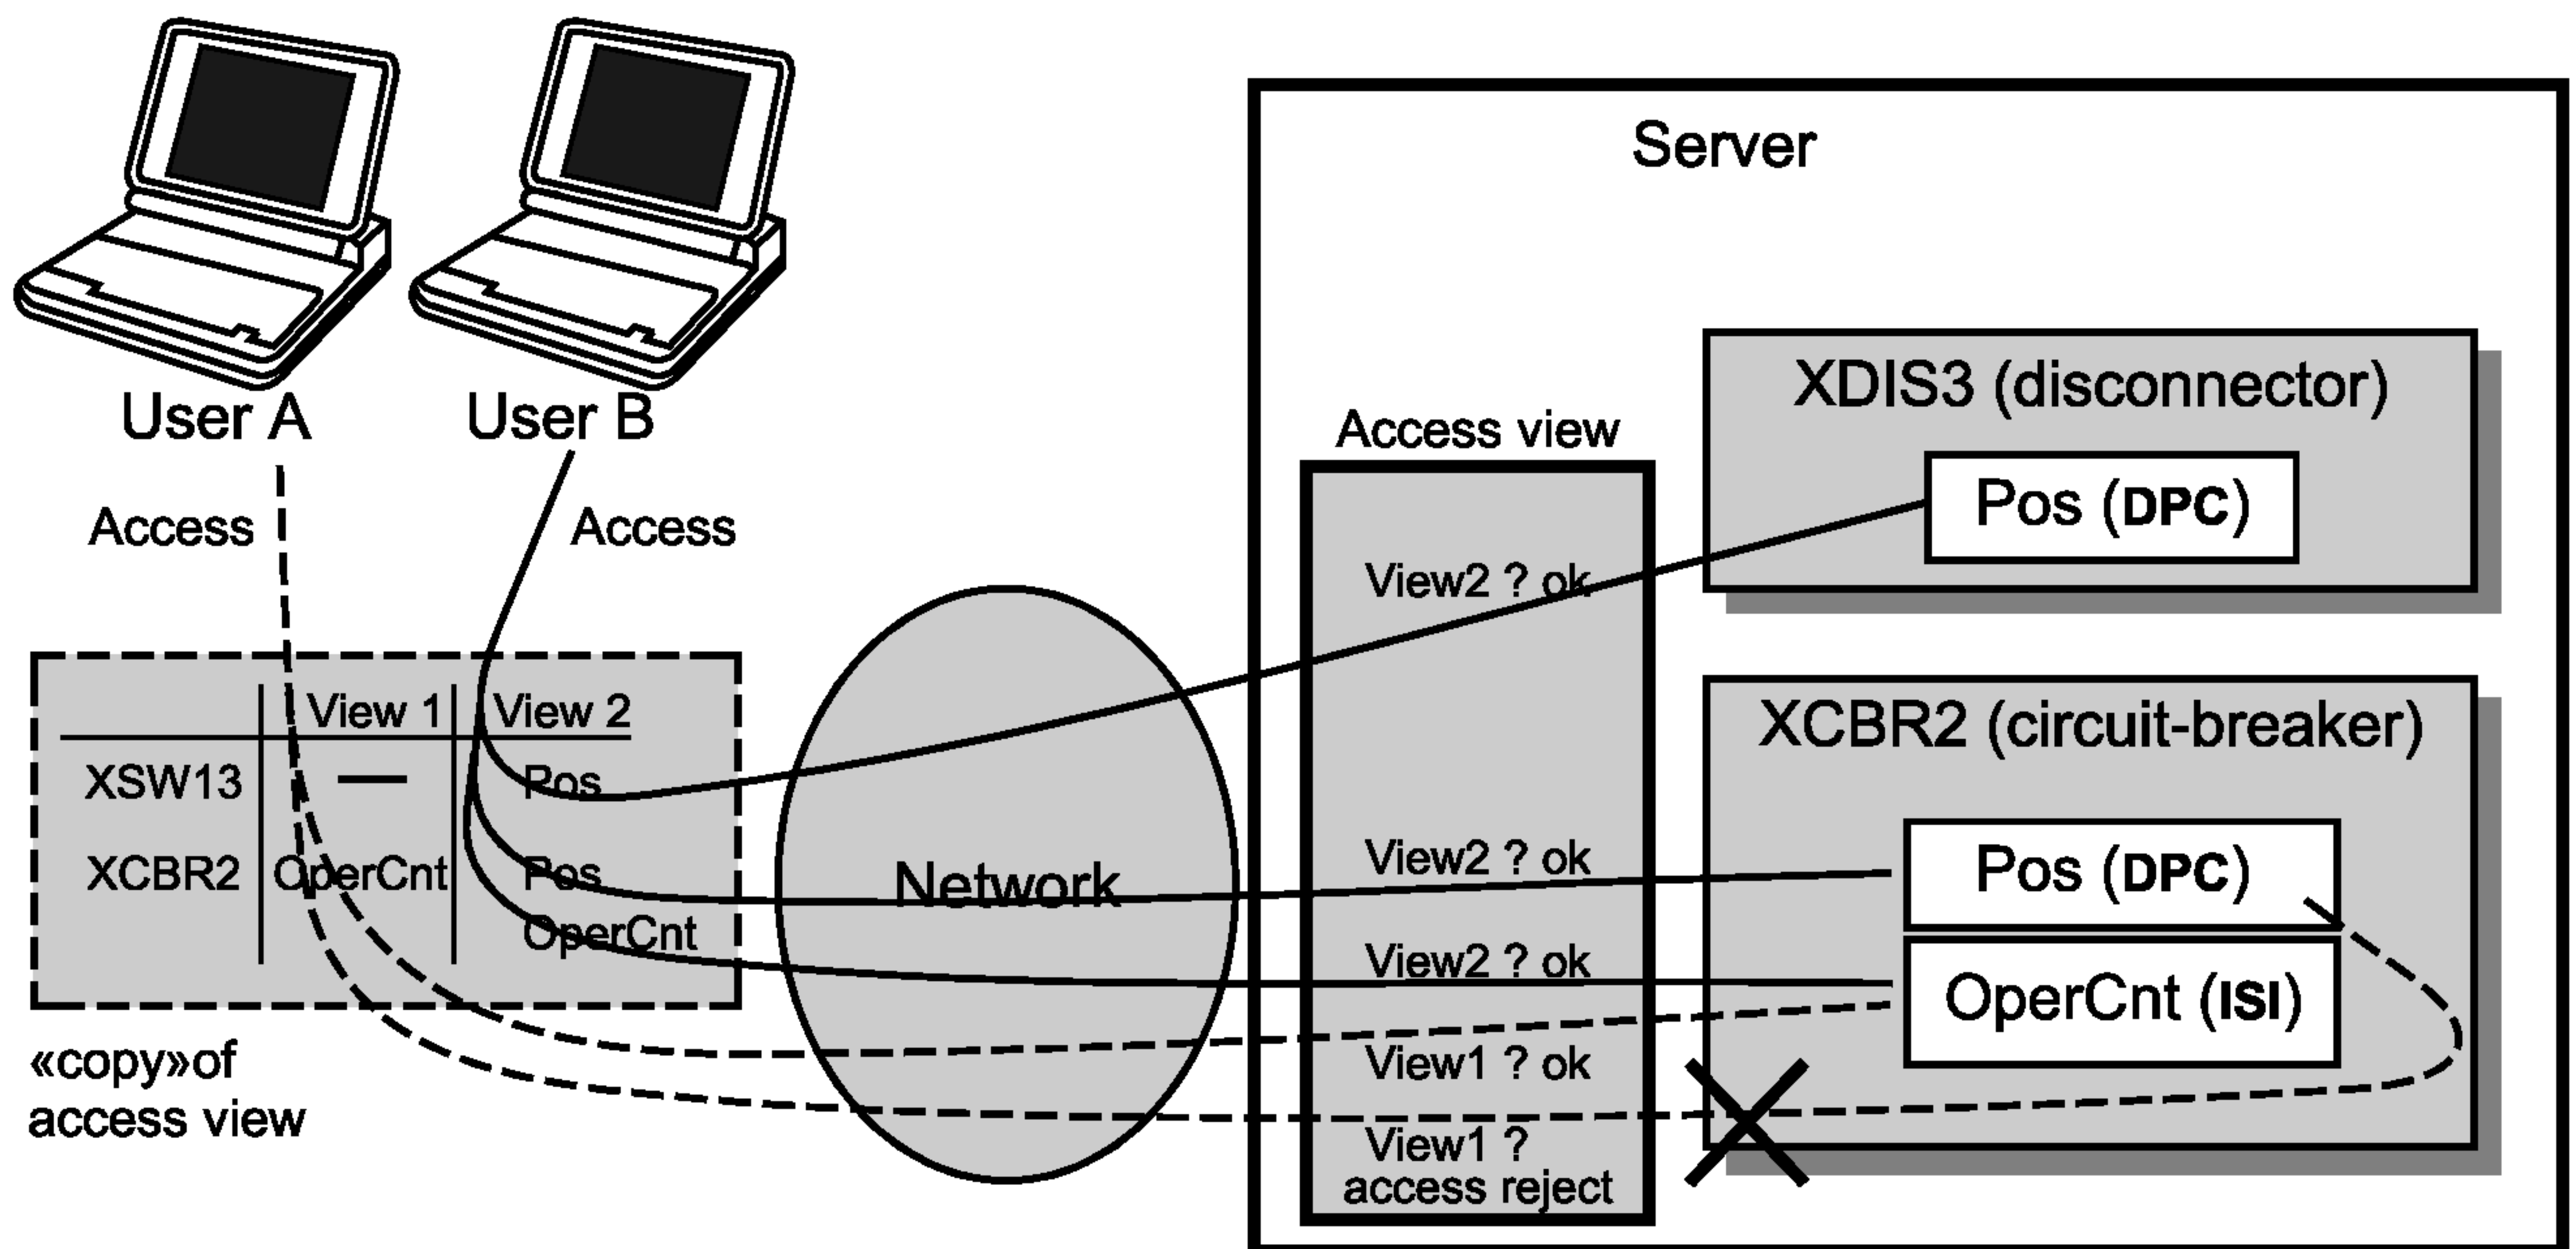 Server
User A
User B
Access
Access
View 1
View 2
XSW13
—
Pos
XCBR2
OperCnt
Pos
OperCnt
«copy»of
access view
Network
Access view
View2 ? ok
View2 ? ok
View2 ? ok
View1 ? ok
View1 ?
access reject
XDIS3 (disconnector)
Pos (DPC)
XCBR2 (circuit-breaker)
Pos (DPC)
OperCnt (ISI)